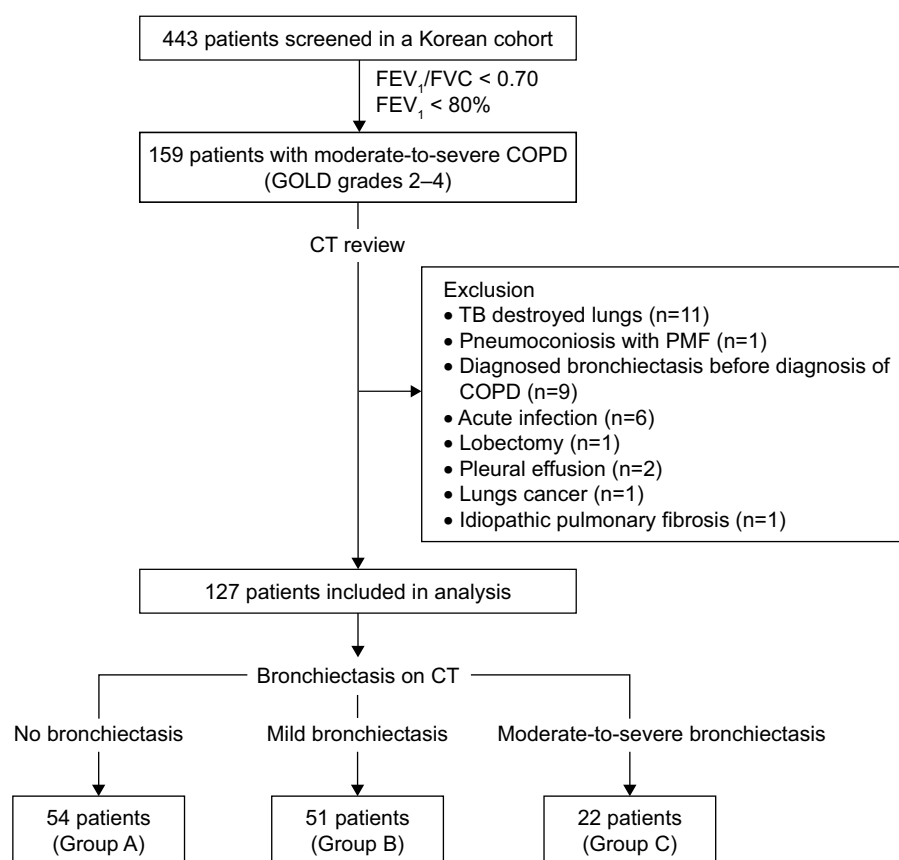 443 patients screened in a Korean cohort
FEV₁/FVC < 0.70
FEV₁ < 80%
159 patients with moderate-to-severe COPD
(GOLD grades 2–4)
CT review
Exclusion
• TB destroyed lungs (n=11)
• Pneumoconiosis with PMF (n=1)
• Diagnosed bronchiectasis before diagnosis of
COPD (n=9)
• Acute infection (n=6)
• Lobectomy (n=1)
• Pleural effusion (n=2)
• Lungs cancer (n=1)
• Idiopathic pulmonary fibrosis (n=1)
127 patients included in analysis
Bronchiectasis on CT
No bronchiectasis
Mild bronchiectasis
Moderate-to-severe bronchiectasis
54 patients
(Group A)
51 patients
(Group B)
22 patients
(Group C)